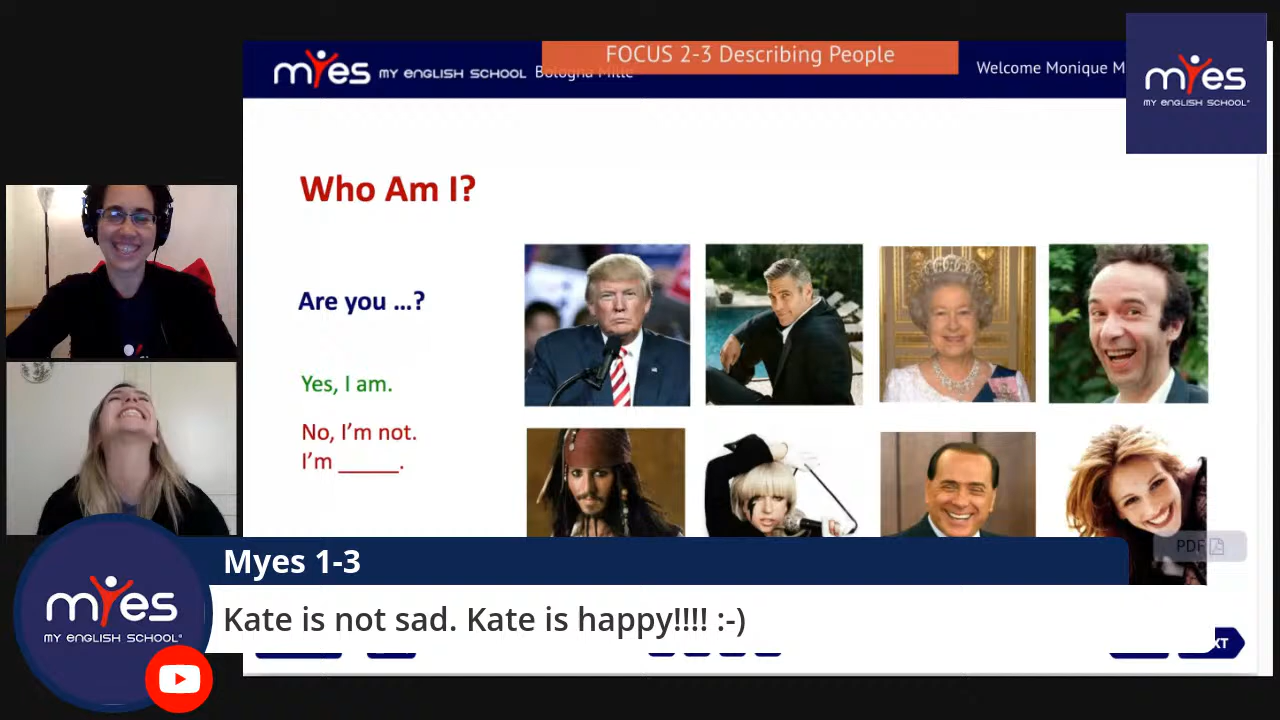 FOCUS 2-3 Describing People
myes MY ENGLISH SCHOOL Bologna Mille
Welcome Monique M
myes
MY ENGLISH SCHOOL
Who Am I?
Are you ...?
Yes, I am.
No, I'm not.
I'm _____.
PDF
Myes 1-3
Kate is not sad. Kate is happy!!!! :-)
myes
MY ENGLISH SCHOOL
XT